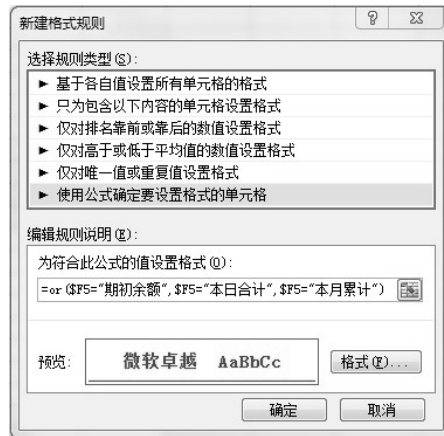 新建格式规则
选择规则类型(S):
► 基于各自值设置所有单元格的格式
► 只为包含以下内容的单元格设置格式
► 仅对排名靠前或靠后的数值设置格式
► 仅对高于或低于平均值的数值设置格式
► 仅对唯一值或重复值设置格式
► 使用公式确定要设置格式的单元格
编辑规则说明(E):
为符合此公式的值设置格式(O):
=or($F5="期初余额",$F5="本日合计",$F5="本月累计")
预览: 微软卓越 AaBbCc 格式(F)...
确定 取消